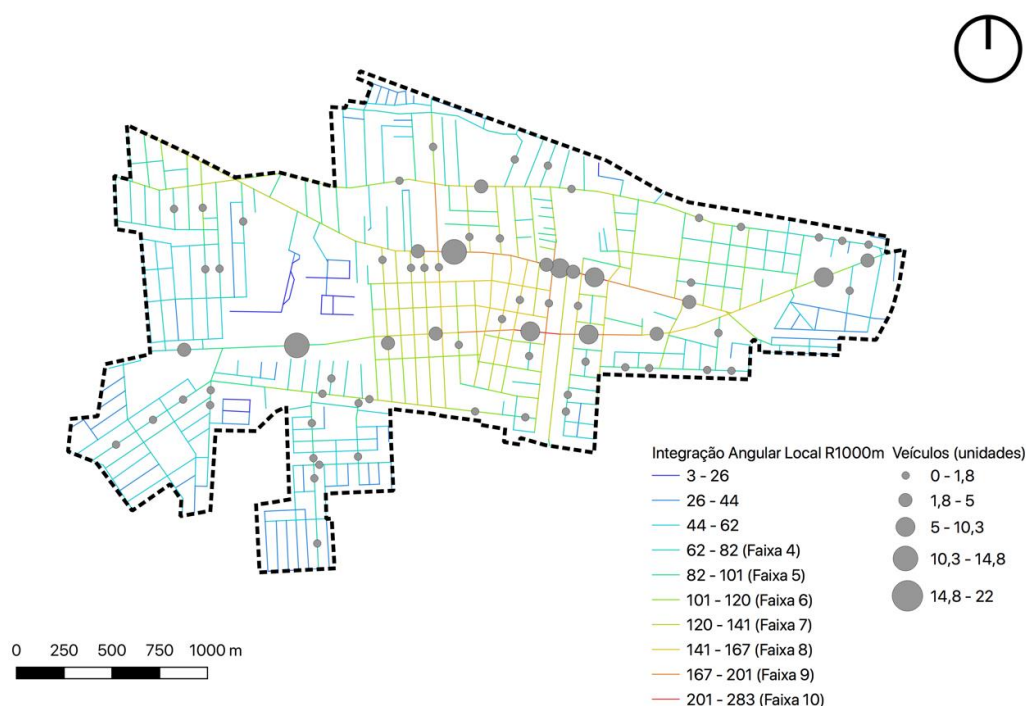 Integração Angular Local R1000m
3 - 26
26 - 44
44 - 62
62 - 82 (Faixa 4)
82 - 101 (Faixa 5)
101 - 120 (Faixa 6)
120 - 141 (Faixa 7)
141 - 167 (Faixa 8)
167 - 201 (Faixa 9)
201 - 283 (Faixa 10)
Veículos (unidades)
0 - 1,8
1,8 - 5
5 - 10,3
10,3 - 14,8
14,8 - 22
0 250 500 750 1000 m